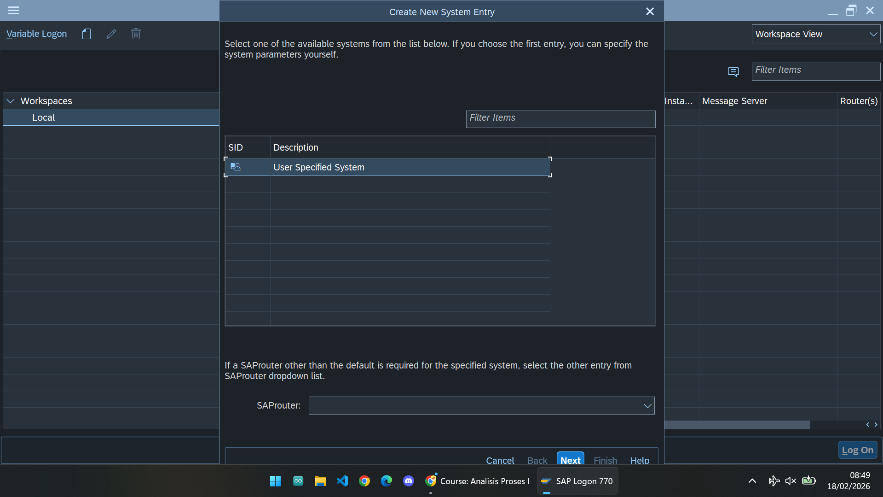 Create New System Entry
Variable Logon
Workspace View
Select one of the available systems from the list below. If you choose the first entry, you can specify the
system parameters yourself.
Filter Items
Workspaces
Insta...
Message Server
Router(s)
Local
Filter Items
SID
Description
User Specified System
If a SAProuter other than the default is required for the specified system, select the other entry from
SAProuter dropdown list.
SAProuter:
Log On
Cancel
Back
Next
Finish
Help
Course: Analisis Proses I
SAP Logon 770
08:49
18/02/2026